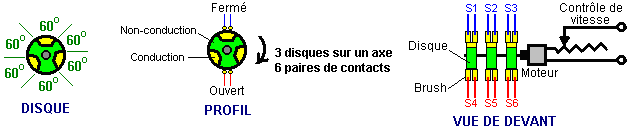 60°
60°
60°
60°
60°
60°
DISQUE
Fermé
Non-conduction
Conduction
Ouvert
PROFIL
3 disques sur un axe
6 paires de contacts
S1 S2 S3
Contrôle de
vitesse
Disque
Moteur
Brush
S4 S5 S6
VUE DE DEVANT